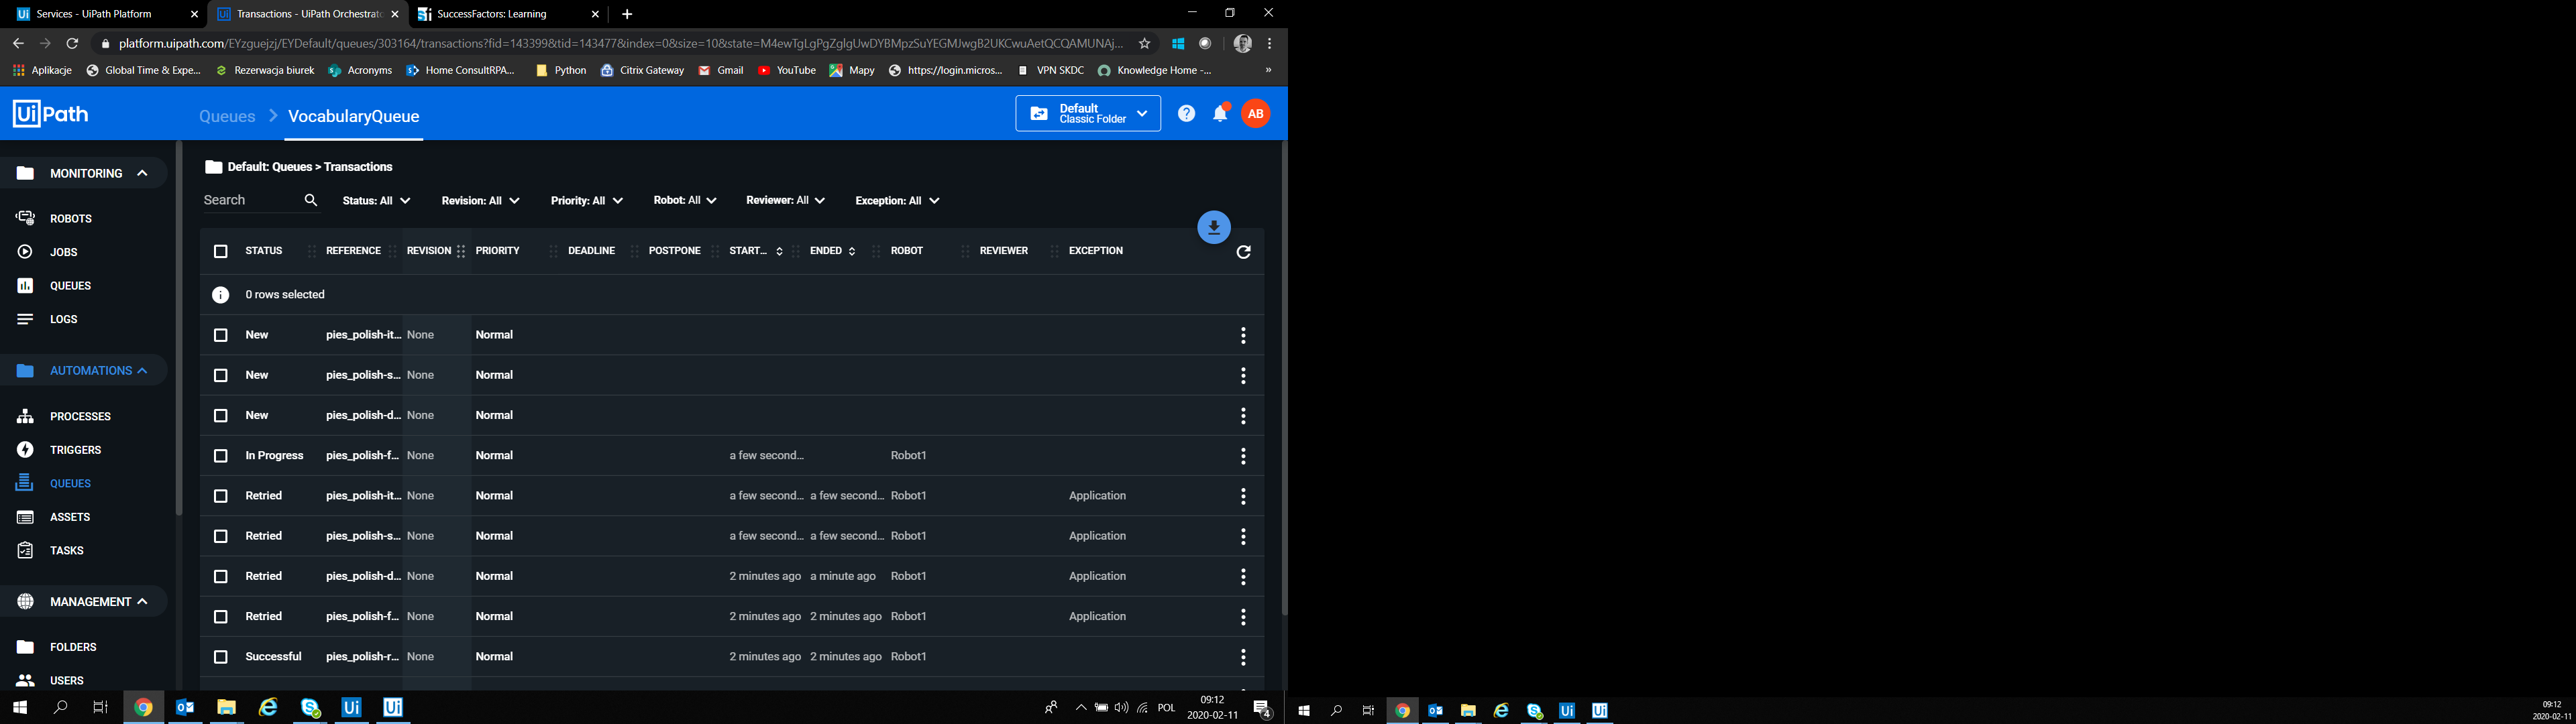 Services - UiPath Platform
Transactions - UiPath Orchestrato
SuccessFactors: Learning
platform.uipath.com/EYzguejzj/EYDefault/queues/303164/transactions?fid=143399&tid=143477&index=0&size=10&state=M4ewTgLgPgZglgUwDYBMpzSuYEGMJwgB2UKCwuAetQCQAMUNAj...
Aplikacje
Global Time & Expe...
Rezerwacja biurek
Acronyms
Home ConsultRPA...
Python
Citrix Gateway
Gmail
YouTube
Mapy
https://login.micros...
VPN SKDC
Knowledge Home -...
»
UiPath
Queues > VocabularyQueue
Default
Classic Folder
AB
MONITORING
ROBOTS
JOBS
QUEUES
LOGS
AUTOMATIONS
PROCESSES
TRIGGERS
QUEUES
ASSETS
TASKS
MANAGEMENT
FOLDERS
USERS
Default: Queues > Transactions
Search Status: All Revision: All Priority: All Robot: All Reviewer: All Exception: All
STATUS REFERENCE REVISION PRIORITY DEADLINE POSTPONE START... ENDED ROBOT REVIEWER EXCEPTION
0 rows selected
New pies_polish-it... None Normal
New pies_polish-s... None Normal
New pies_polish-d... None Normal
In Progress pies_polish-f... None Normal a few second... Robot1
Retried pies_polish-it... None Normal a few second... a few second... Robot1 Application
Retried pies_polish-s... None Normal a few second... a few second... Robot1 Application
Retried pies_polish-d... None Normal 2 minutes ago a minute ago Robot1 Application
Retried pies_polish-f... None Normal 2 minutes ago 2 minutes ago Robot1 Application
Successful pies_polish-r... None Normal 2 minutes ago 2 minutes ago Robot1
POL
09:12
2020-02-11
4
09:12
2020-02-11